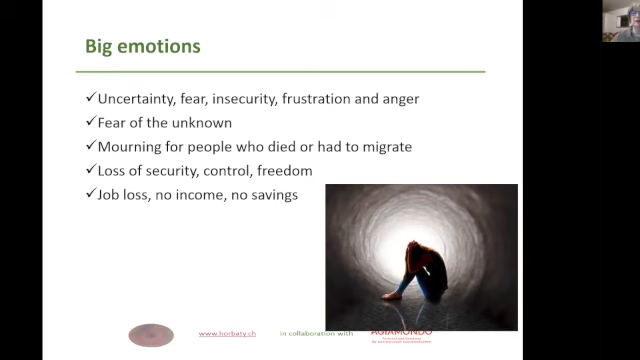 Big emotions
✓Uncertainty, fear, insecurity, frustration and anger
✓Fear of the unknown
✓Mourning for people who died or had to migrate
✓Loss of security, control, freedom
✓Job loss, no income, no savings
www.horbaty.ch
In collaboration with
AGIAMONDO